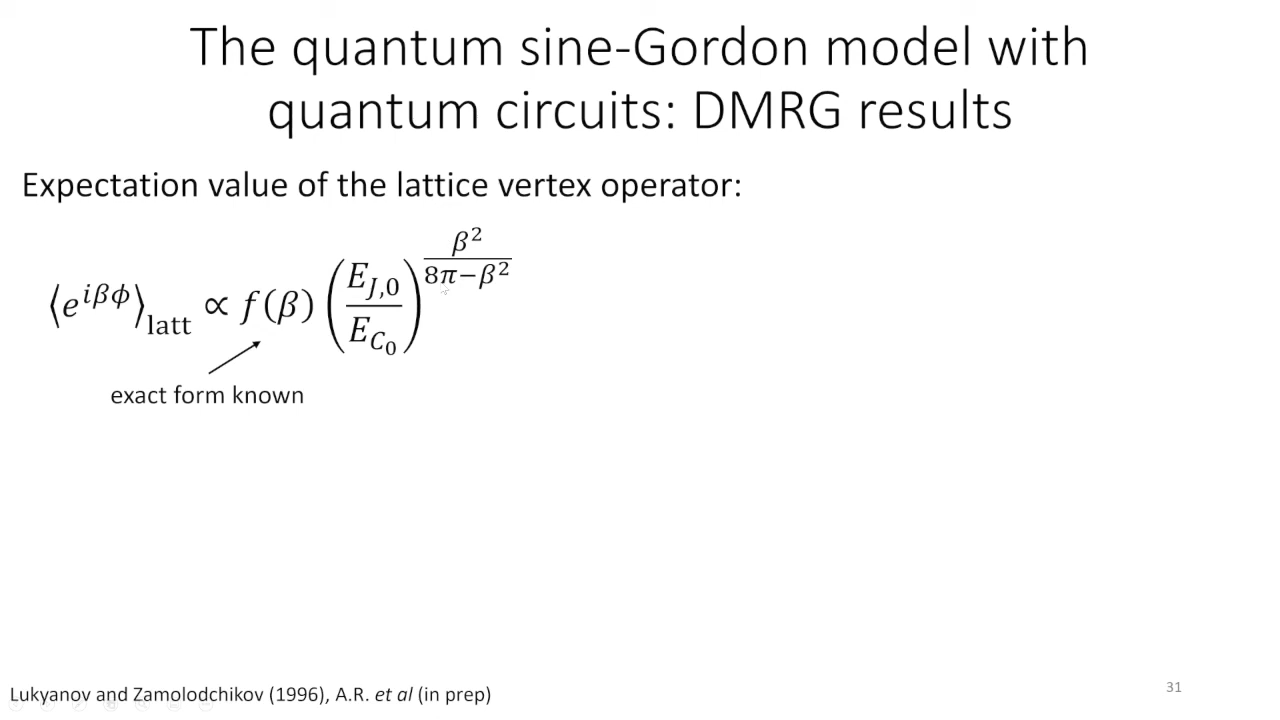 The quantum sine-Gordon model with
quantum circuits: DMRG results
Expectation value of the lattice vertex operator:
⟨e^{iβϕ}⟩_{latt} ∝ f(β) (E_{J,0}/E_{C_0})^{β²/(8π−β²)}
exact form known
Lukyanov and Zamolodchikov (1996), A.R. et al (in prep)
31